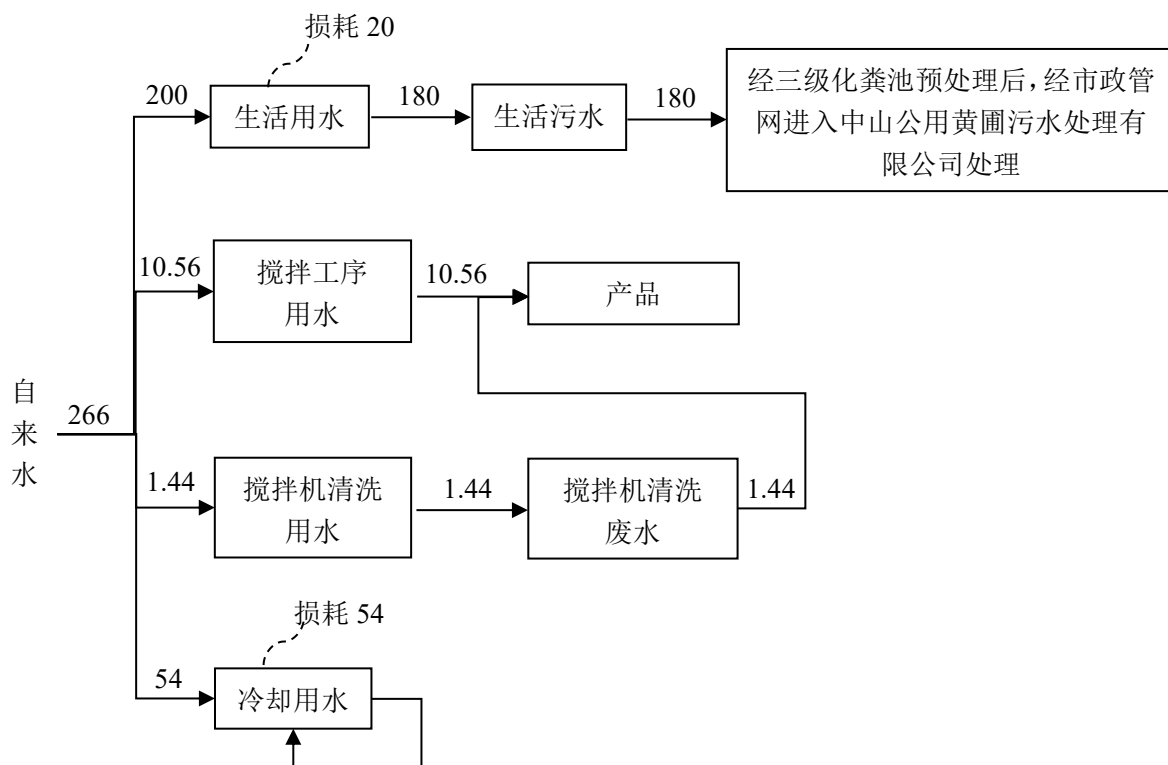 损耗 20
200
生活用水
180
生活污水
180
经三级化粪池预处理后，经市政管
网进入中山公用黄圃污水处理有
限公司处理
10.56
搅拌工序
用水
10.56
产品
自
来
水
266
1.44
搅拌机清洗
用水
1.44
搅拌机清洗
废水
1.44
损耗 54
54
冷却用水